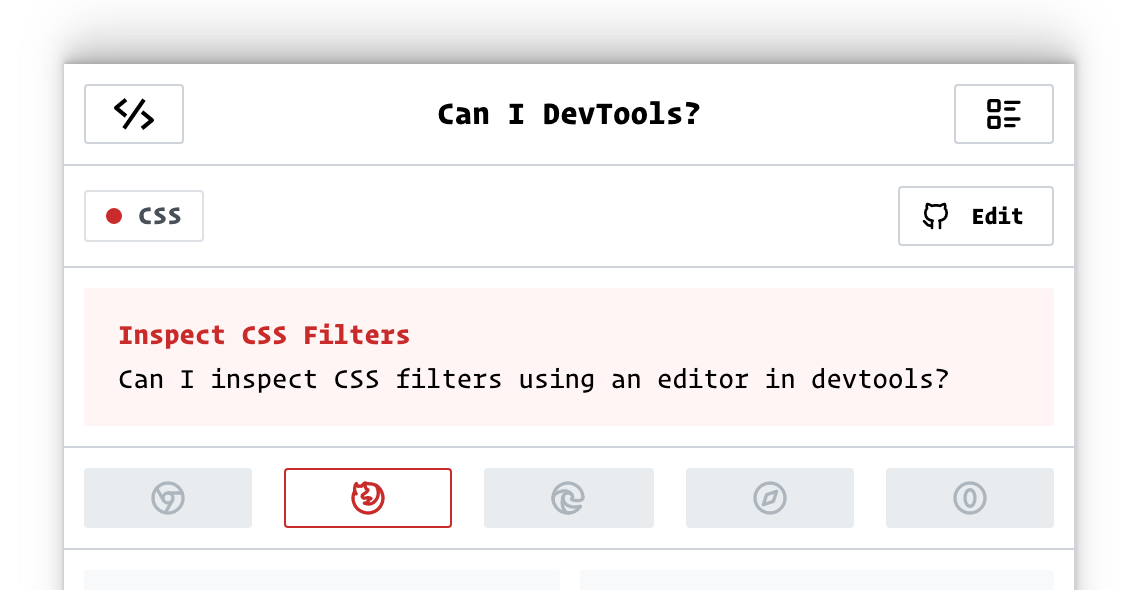 Can I DevTools?
CSS
Edit
Inspect CSS Filters
Can I inspect CSS filters using an editor in devtools?